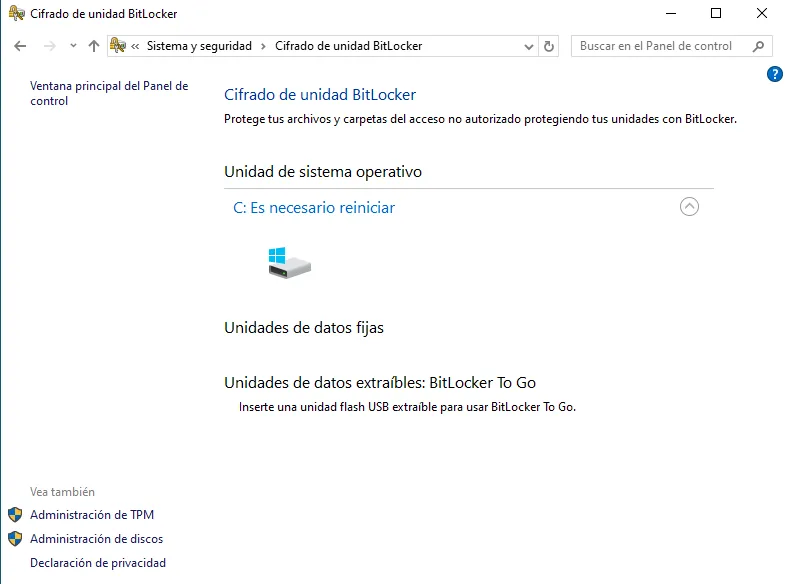 Cifrado de unidad BitLocker
« Sistema y seguridad > Cifrado de unidad BitLocker
Buscar en el Panel de control
?
Ventana principal del Panel de
control
Cifrado de unidad BitLocker
Protege tus archivos y carpetas del acceso no autorizado protegiendo tus unidades con BitLocker.
Unidad de sistema operativo
C: Es necesario reiniciar
Unidades de datos fijas
Unidades de datos extraíbles: BitLocker To Go
Inserte una unidad flash USB extraíble para usar BitLocker To Go.
Vea también
Administración de TPM
Administración de discos
Declaración de privacidad